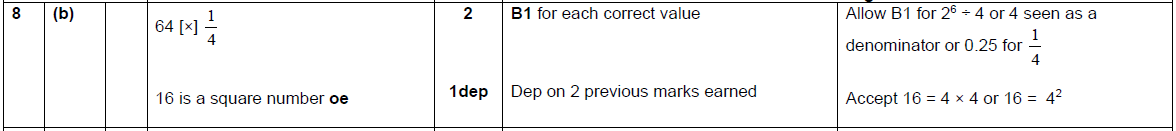 8 (b) 64 [×] 1/4 2 B1 for each correct value Allow B1 for 2⁶ ÷ 4 or 4 seen as a
denominator or 0.25 for 1/4
16 is a square number oe 1dep Dep on 2 previous marks earned Accept 16 = 4 × 4 or 16 = 4²